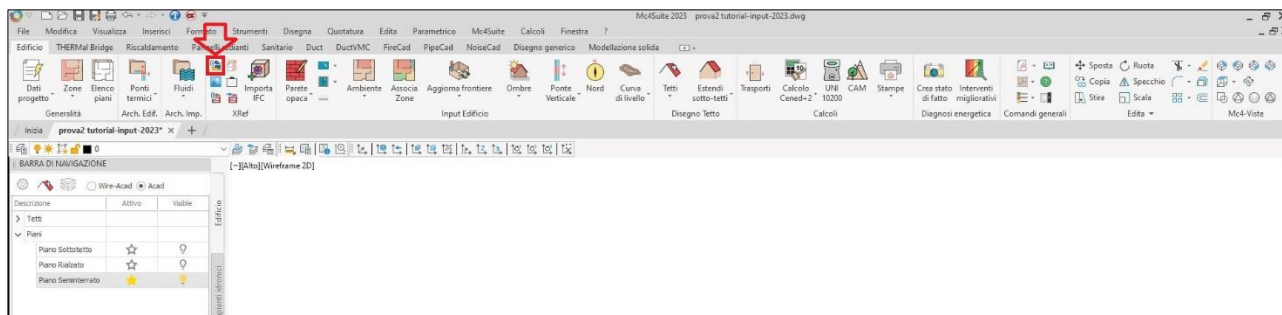 Mc4Suite 2023 prova2 tutorial-input-2023.dwg
File Modifica Visualizza Inserisci Formato Strumenti Disegna Quotatura Edita Parametrico Mc4Suite Calcoli Finestra ?
Edificio THERMal Bridge Riscaldamento Pannelli radianti Sanitario Duct DuctVMC FireCad PipeCad NoiseCad Disegno generico Modellazione solida
Dati progetto Zone Elenco piani Ponti termici Fluidi Importa IFC Parete opaca Ambiente Associa Zone Aggiorna frontiere Ombre Ponte Verticale Nord Curva di livello Tetti Estendi sotto-tetti Trasporti Calcolo Cened+2 UNI 10200 CAM Stampe Crea stato di fatto Interventi migliorativi Sposta Ruota
Copia Specchio
Stira Scala
Generalità Arch. Edif. Arch. Imp. XRef Input Edificio Disegno Tetto Calcoli Diagnosi energetica Comandi generali Edita Mc4-Viste
Inizia prova2 tutorial-input-2023*
0
BARRA DI NAVIGAZIONE [−][Alto][Wireframe 2D]
Wire-Acad Acad
Descrizione Attivo Visible
Tetti
Piani
Piano Sottotetto
Piano Rialzato
Piano Seminterrato
Edificio